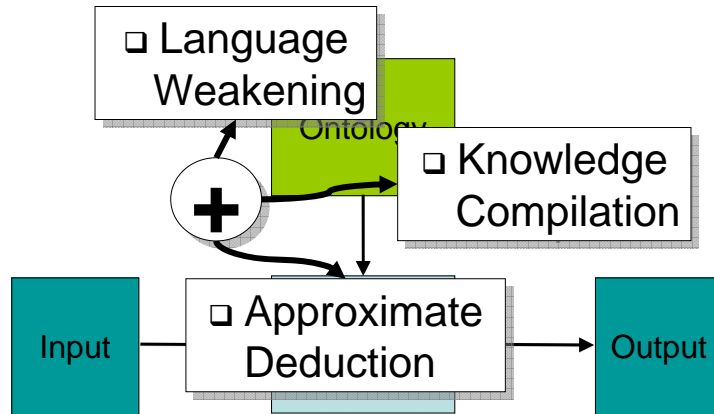 ❑ Language
Weakening
Ontology
❑ Knowledge
Compilation
+
❑ Approximate
Deduction
Input
Output